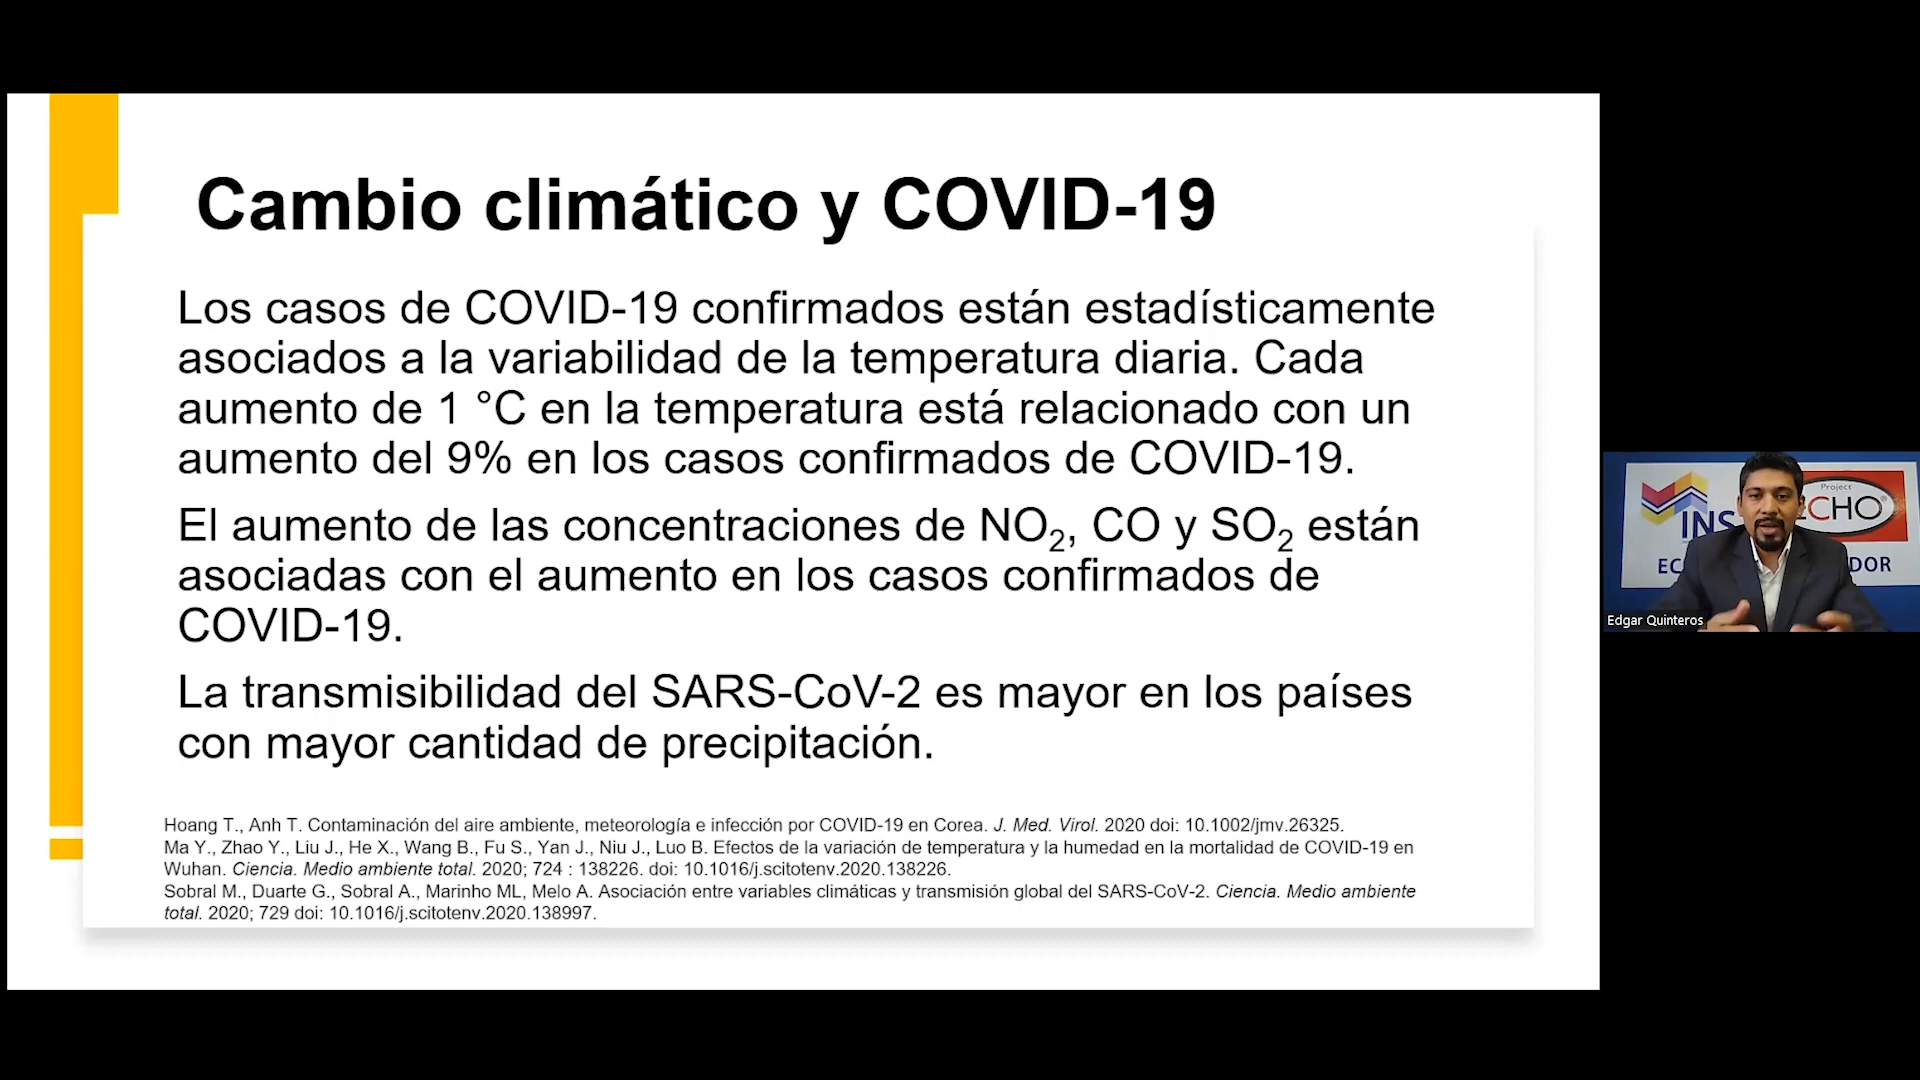 Cambio climático y COVID-19
Los casos de COVID-19 confirmados están estadísticamente
asociados a la variabilidad de la temperatura diaria. Cada
aumento de 1 °C en la temperatura está relacionado con un
aumento del 9% en los casos confirmados de COVID-19.
El aumento de las concentraciones de NO₂, CO y SO₂ están
asociadas con el aumento en los casos confirmados de
COVID-19.
La transmisibilidad del SARS-CoV-2 es mayor en los países
con mayor cantidad de precipitación.
Hoang T., Anh T. Contaminación del aire ambiente, meteorología e infección por COVID-19 en Corea. J. Med. Virol. 2020 doi: 10.1002/jmv.26325.
Ma Y., Zhao Y., Liu J., He X., Wang B., Fu S., Yan J., Niu J., Luo B. Efectos de la variación de temperatura y la humedad en la mortalidad de COVID-19 en
Wuhan. Ciencia. Medio ambiente total. 2020; 724 : 138226. doi: 10.1016/j.scitotenv.2020.138226.
Sobral M., Duarte G., Sobral A., Marinho ML, Melo A. Asociación entre variables climáticas y transmisión global del SARS-CoV-2. Ciencia. Medio ambiente
total. 2020; 729 doi: 10.1016/j.scitotenv.2020.138997.
Project
CHO®
INS
EC DOR
Edgar Quinteros